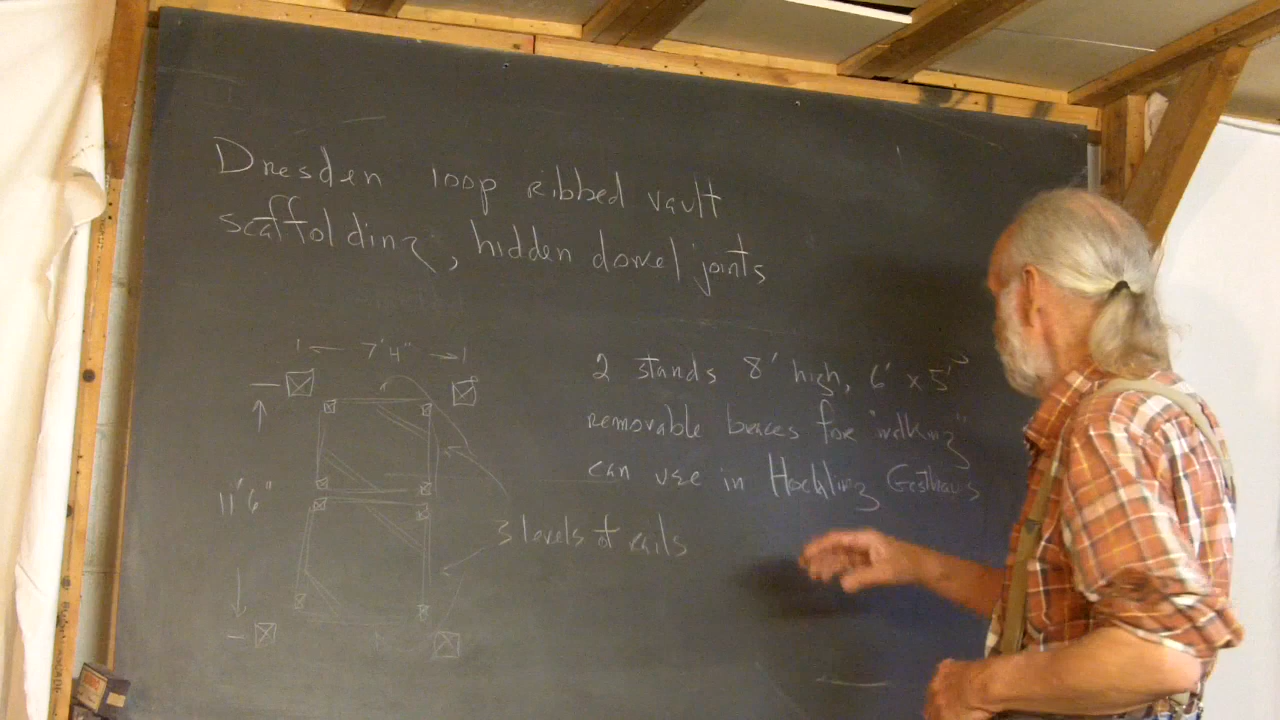 Dresden loop ribbed vault
scaffolding, hidden dowel joints
7'4"
2 stands 8' high, 6' x 5'
removable braces for "walking"
can use in Hochling Gasthaus
11'6"
3 levels of rails